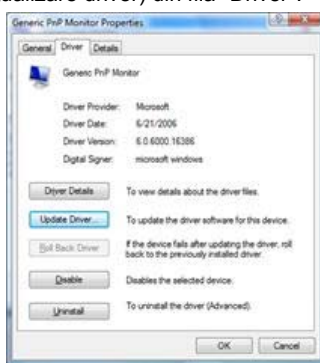 Generic PnP Monitor Properties
General Driver Details
Generic PnP Monitor
Driver Provider: Microsoft
Driver Date: 6/21/2006
Driver Version: 6.0.6000.16386
Digital Signer: microsoft windows
Driver Details To view details about the driver files.
Update Driver... To update the driver software for this device.
Roll Back Driver If the device fails after updating the driver, roll
back to the previously installed driver.
Disable Disables the selected device.
Uninstall To uninstall the driver (Advanced).
OK Cancel